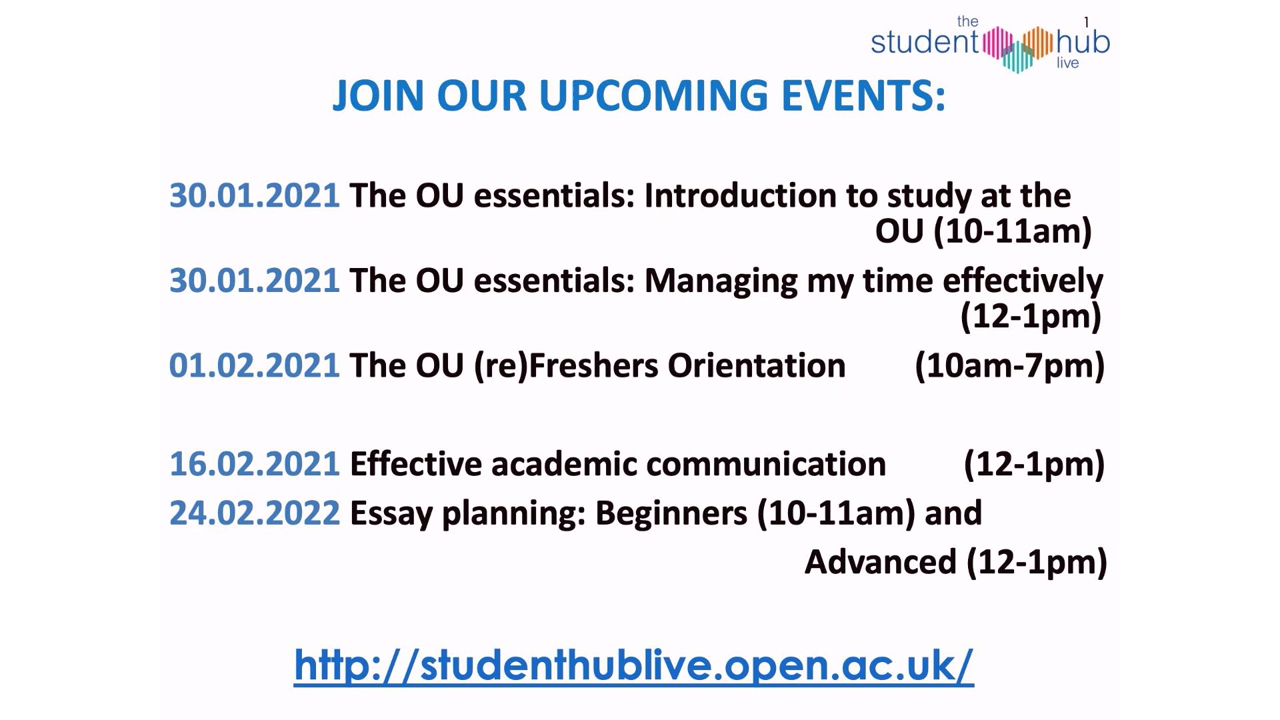 the
1
student hub
live
JOIN OUR UPCOMING EVENTS:
30.01.2021 The OU essentials: Introduction to study at the
OU (10-11am)
30.01.2021 The OU essentials: Managing my time effectively
(12-1pm)
01.02.2021 The OU (re)Freshers Orientation (10am-7pm)
16.02.2021 Effective academic communication (12-1pm)
24.02.2022 Essay planning: Beginners (10-11am) and
Advanced (12-1pm)
http://studenthublive.open.ac.uk/